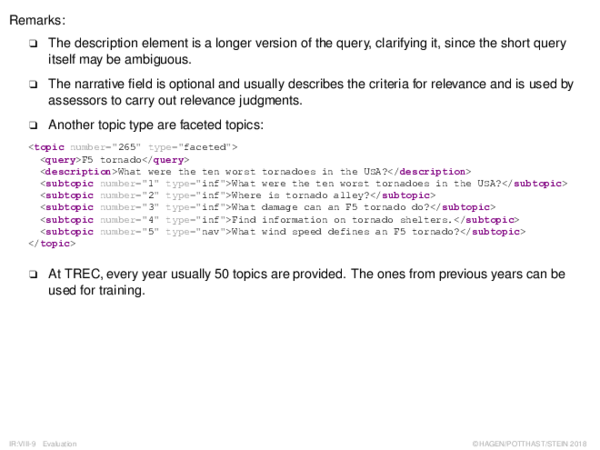 Remarks:
❑ The description element is a longer version of the query, clarifying it, since the short query
itself may be ambiguous.
❑ The narrative field is optional and usually describes the criteria for relevance and is used by
assessors to carry out relevance judgments.
❑ Another topic type are faceted topics:
<topic number="265" type="faceted">
<query>F5 tornado</query>
<description>What were the ten worst tornadoes in the USA?</description>
<subtopic number="1" type="inf">What were the ten worst tornadoes in the USA?</subtopic>
<subtopic number="2" type="inf">Where is tornado alley?</subtopic>
<subtopic number="3" type="inf">What damage can an F5 tornado do?</subtopic>
<subtopic number="4" type="inf">Find information on tornado shelters.</subtopic>
<subtopic number="5" type="nav">What wind speed defines an F5 tornado?</subtopic>
</topic>
❑ At TREC, every year usually 50 topics are provided. The ones from previous years can be
used for training.
IR:VIII-9 Evaluation
©HAGEN/POTTHAST/STEIN 2018